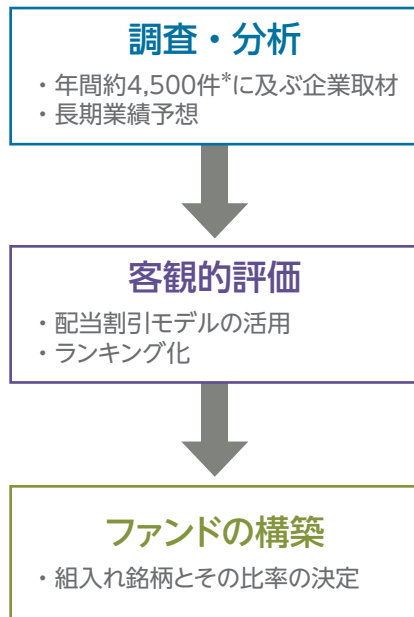 調査・分析
・年間約4,500件*に及ぶ企業取材
・長期業績予想
客観的評価
・配当割引モデルの活用
・ランキング化
ファンドの構築
・組入れ銘柄とその比率の決定